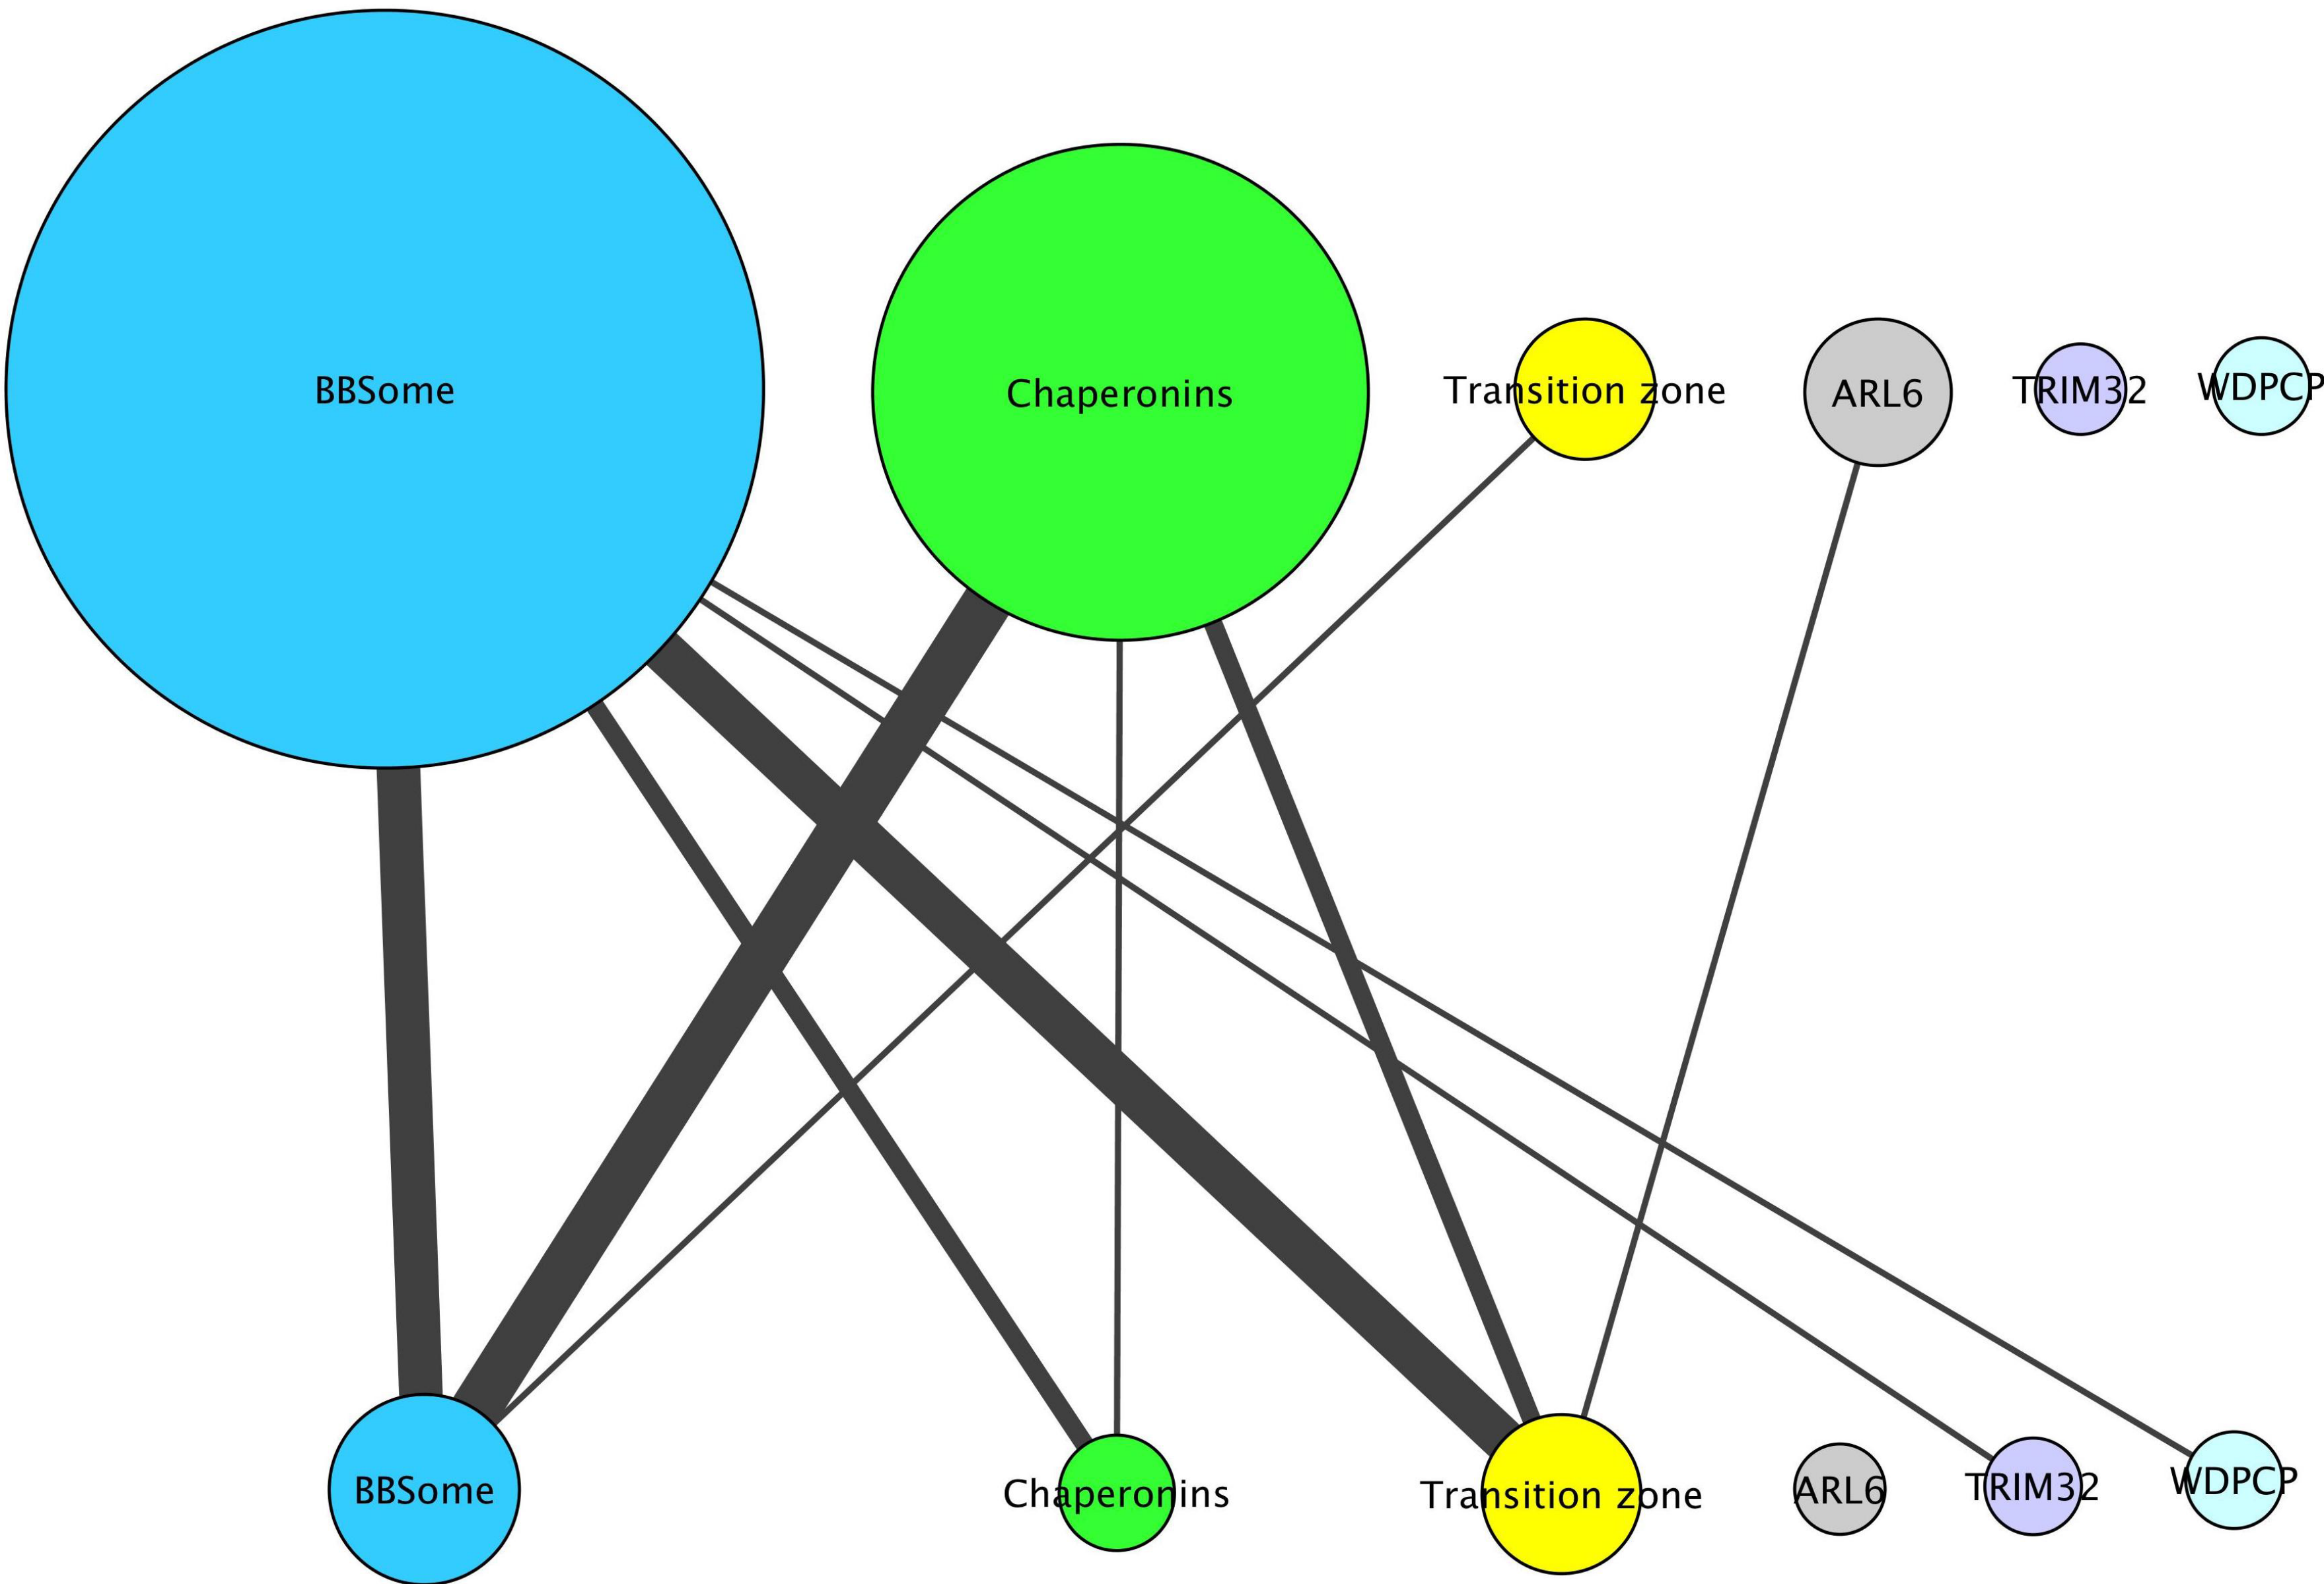 BBSome
Chaperonins
Transition zone
ARL6
TRIM32
WDPCP
BBSome
Chaperonins
Transition zone
ARL6
TRIM32
WDPCP